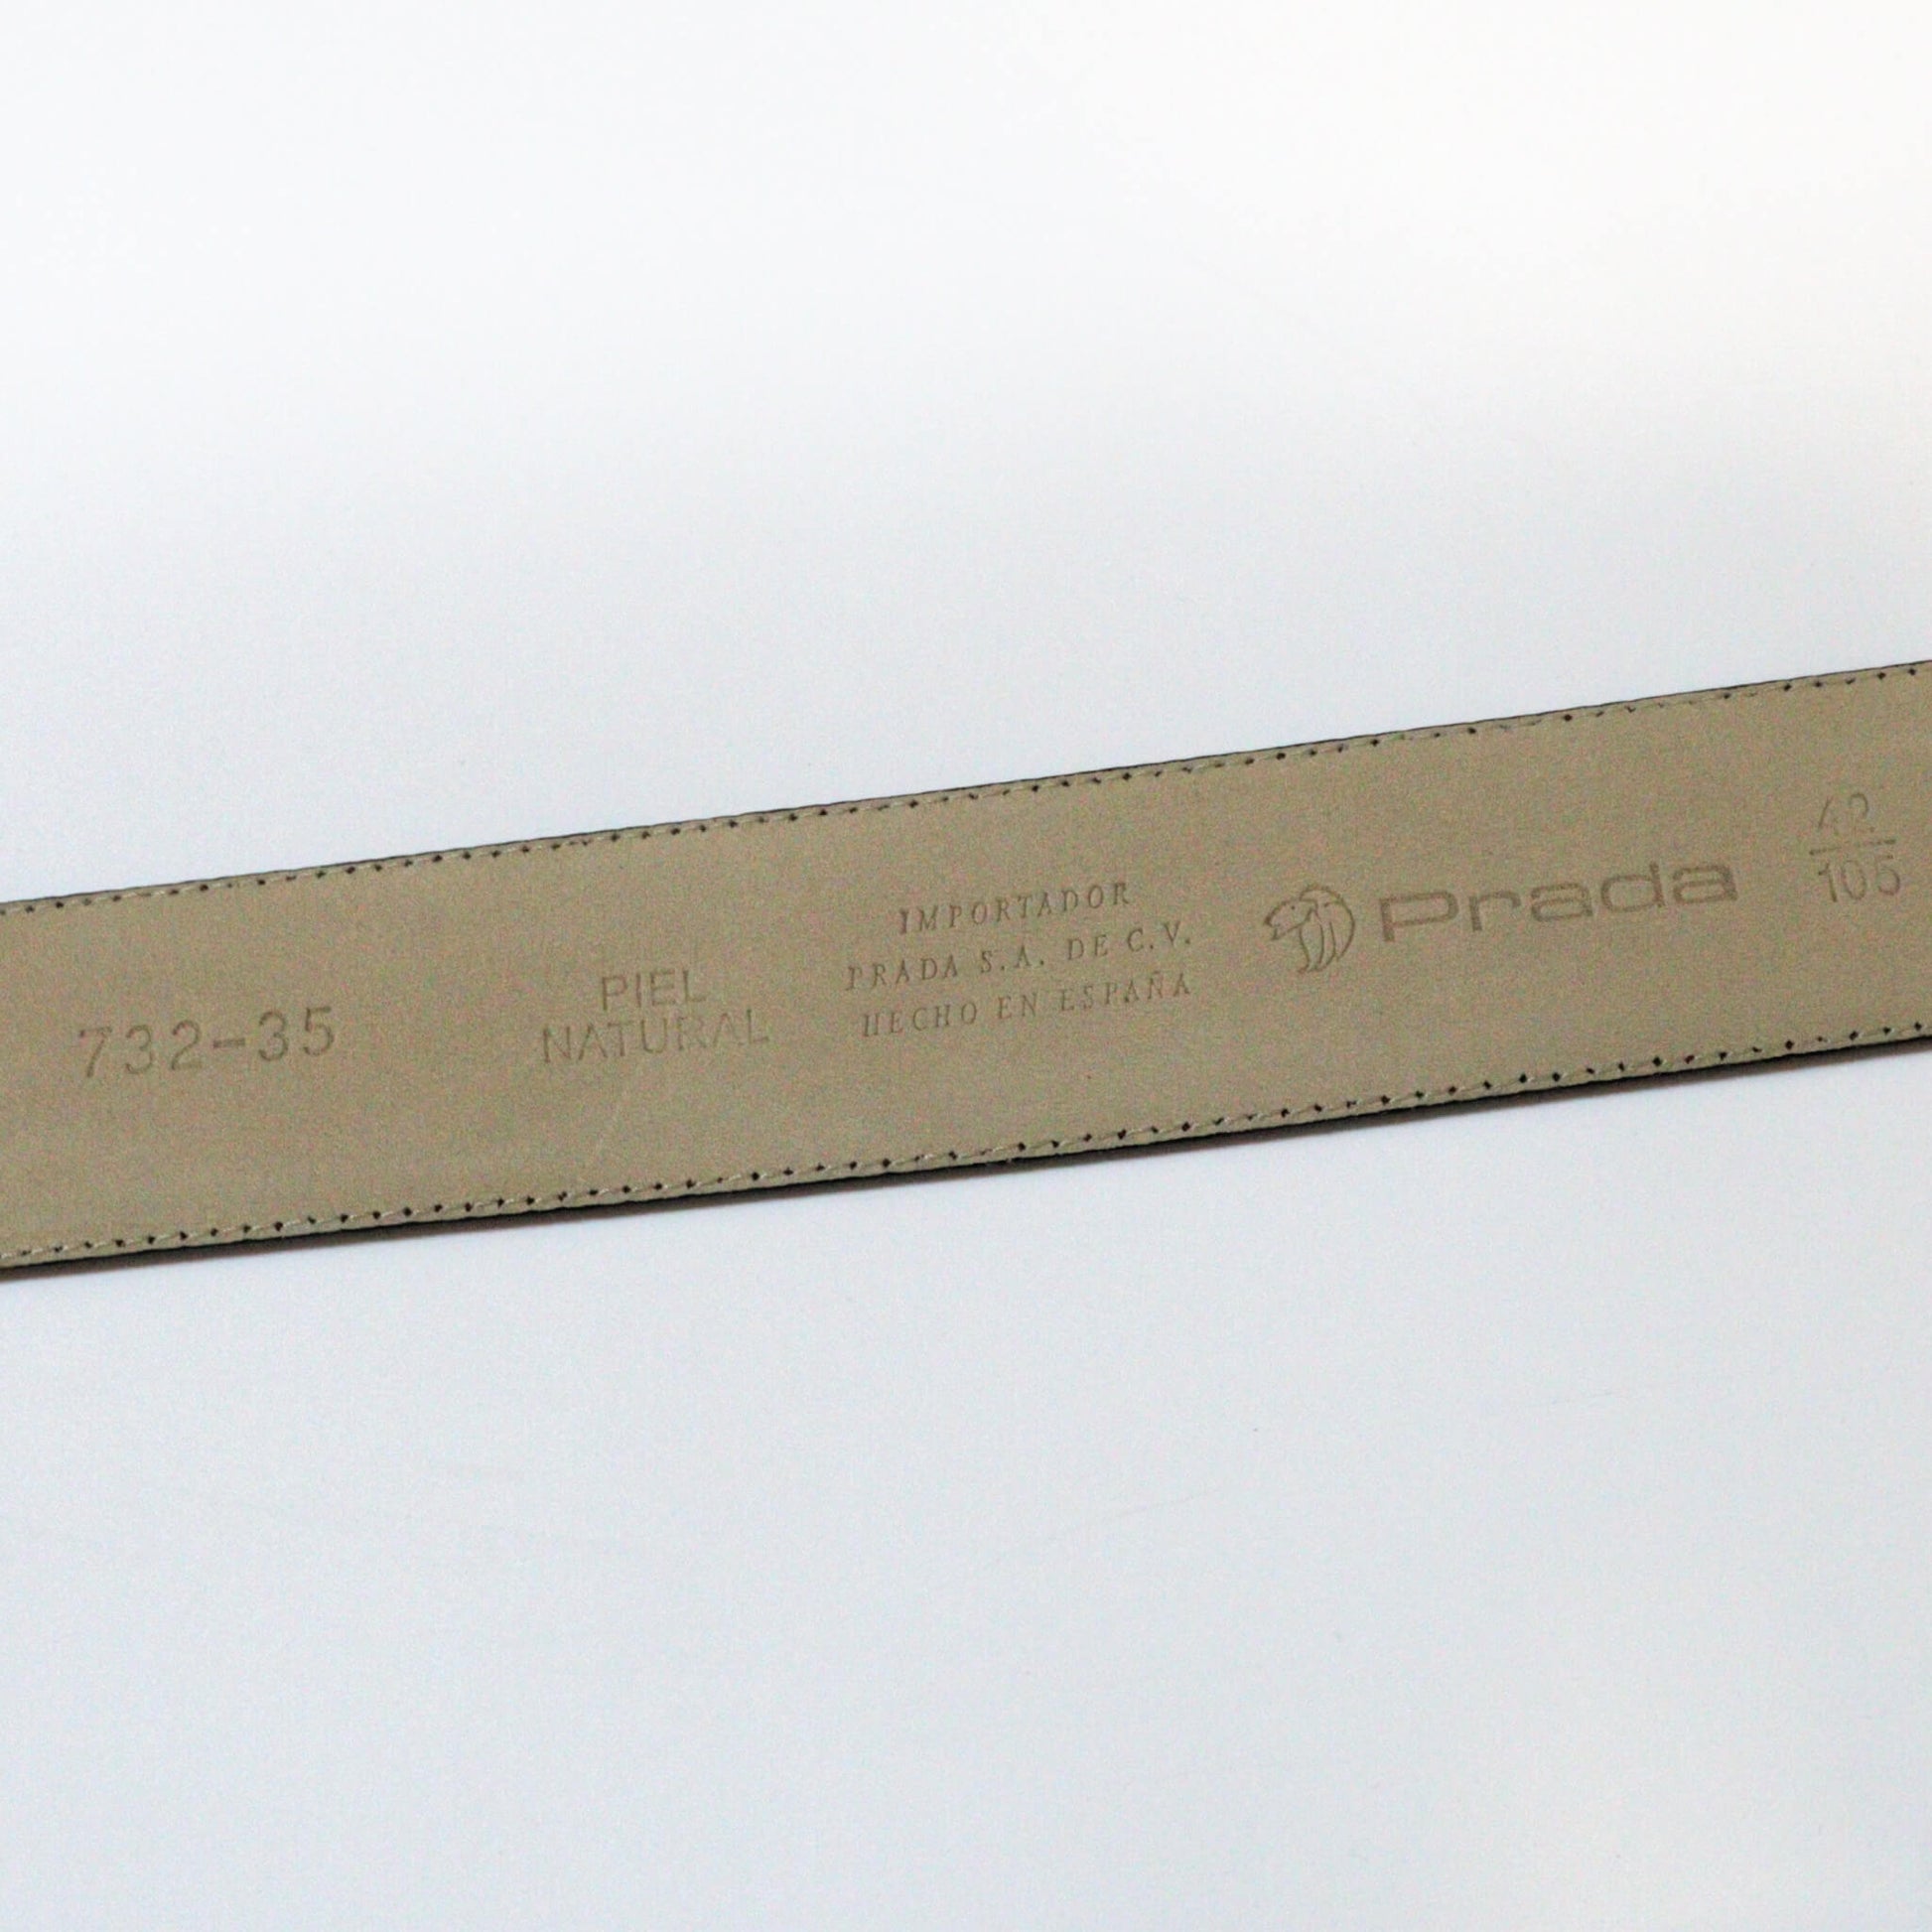 732-35
PIEL
NATURAL
IMPORTADOR
PRADA S.A. DE C.V.
HECHO EN ESPAÑA
Prada
42
105